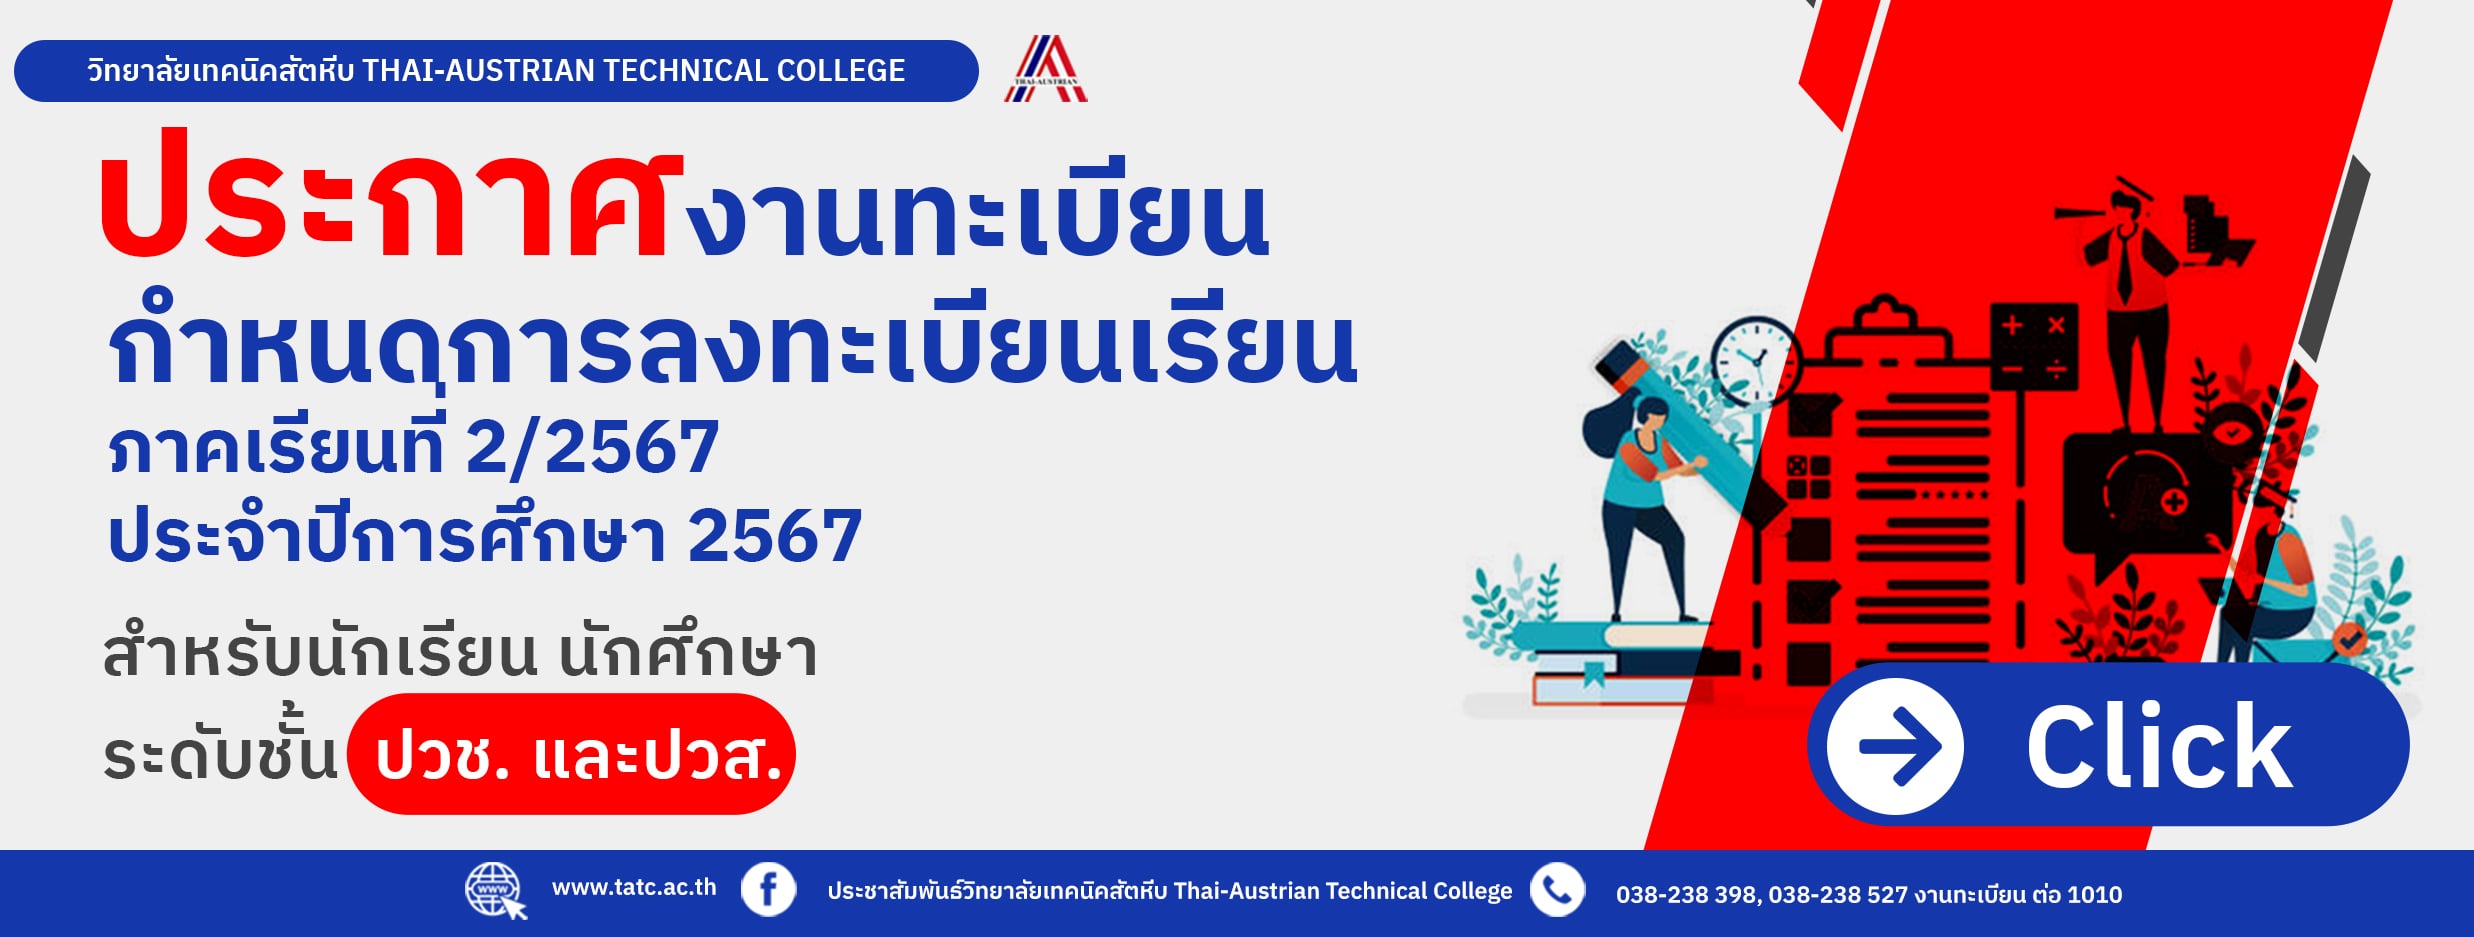 วิทยาลัยเทคนิคสัตหีบ THAI-AUSTRIAN TECHNICAL COLLEGE
THAI-AUSTRIAN
ประกาศงานทะเบียน
กำหนดการลงทะเบียนเรียน
ภาคเรียนที่ 2/2567
ประจำปีการศึกษา 2567
สำหรับนักเรียน นักศึกษา
ระดับชั้น ปวช. และปวส.
Click
www
www.tatc.ac.th
ประชาสัมพันธ์วิทยาลัยเทคนิคสัตหีบ Thai-Austrian Technical College
038-238 398, 038-238 527 งานทะเบียน ต่อ 1010